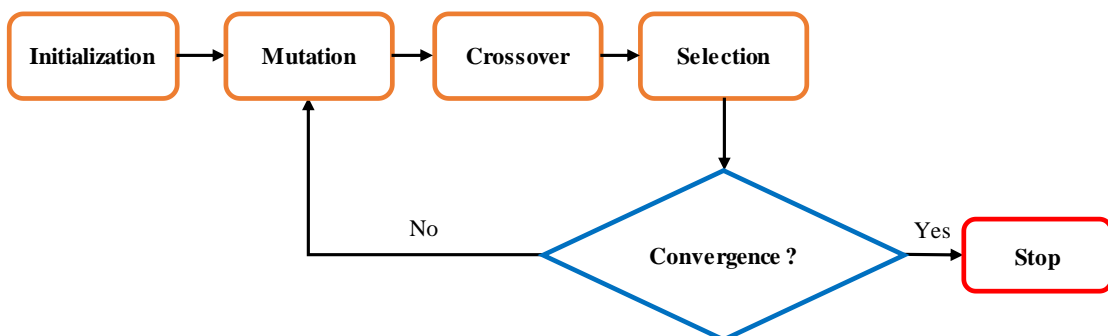 Initialization
Mutation
Crossover
Selection
No
Convergence ?
Yes
Stop